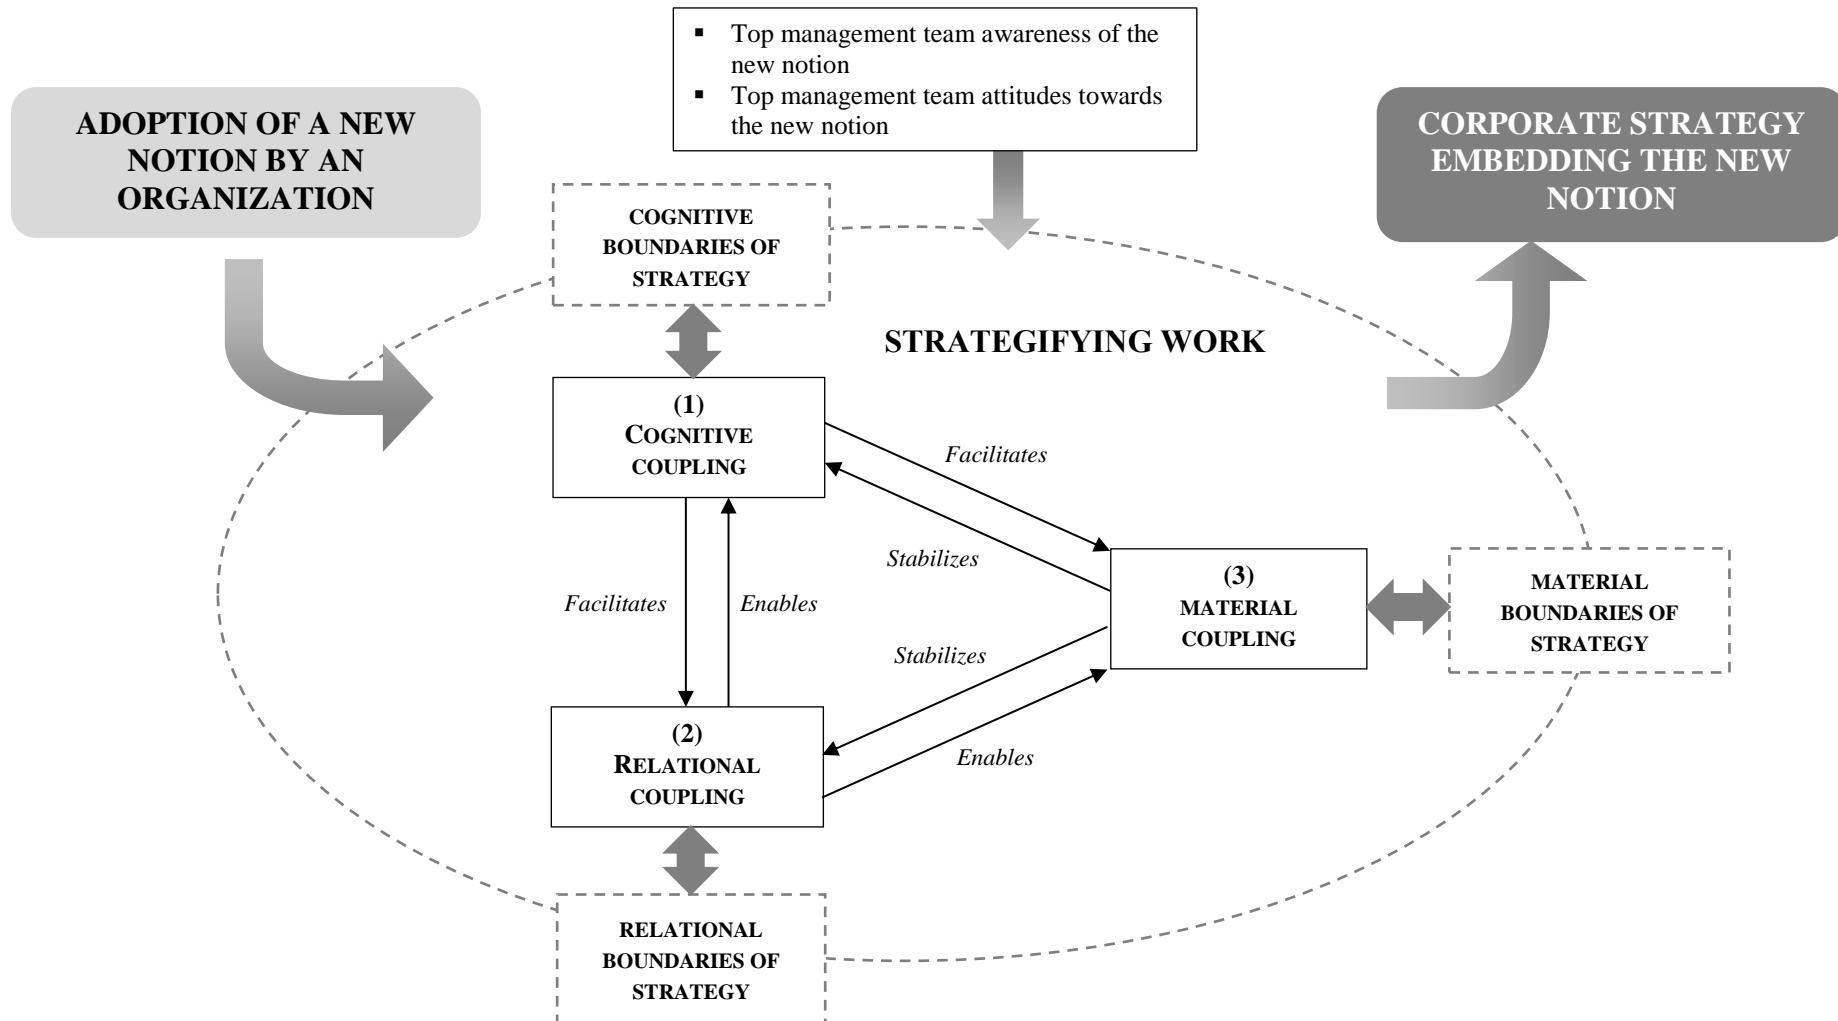 ▪ Top management team awareness of the
new notion
▪ Top management team attitudes towards
the new notion
ADOPTION OF A NEW
NOTION BY AN
ORGANIZATION
CORPORATE STRATEGY
EMBEDDING THE NEW
NOTION
COGNITIVE
BOUNDARIES OF
STRATEGY
STRATEGIFYING WORK
(1)
COGNITIVE
COUPLING
Facilitates
Stabilizes
(3)
MATERIAL
COUPLING
MATERIAL
BOUNDARIES OF
STRATEGY
Facilitates
Enables
Stabilizes
(2)
RELATIONAL
COUPLING
Enables
RELATIONAL
BOUNDARIES OF
STRATEGY